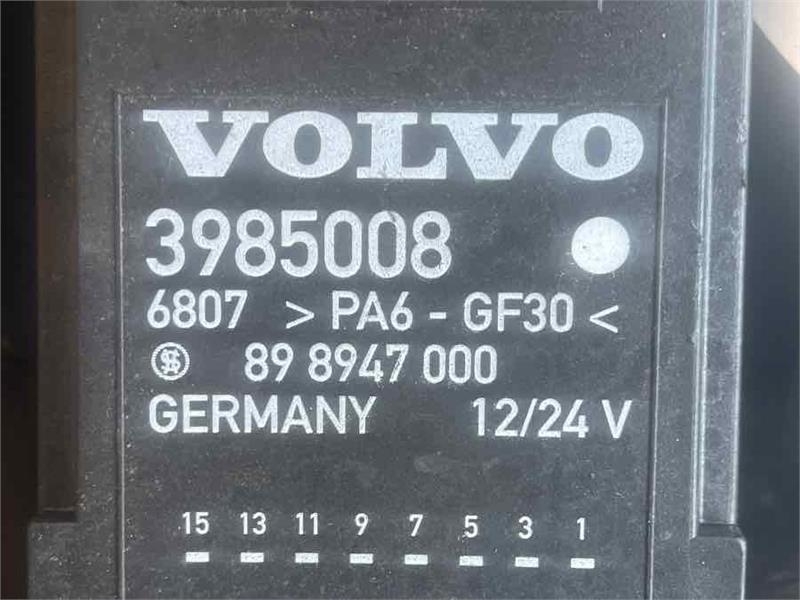 VOLVO
3985008
6807 > PA6 - GF30 <
89 8947 000
GERMANY 12/24 V
15 13 11 9 7 5 3 1